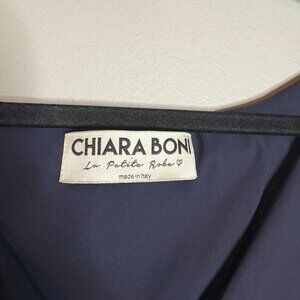 CHIARA BONI
La Petite Robe ♡
made in Italy